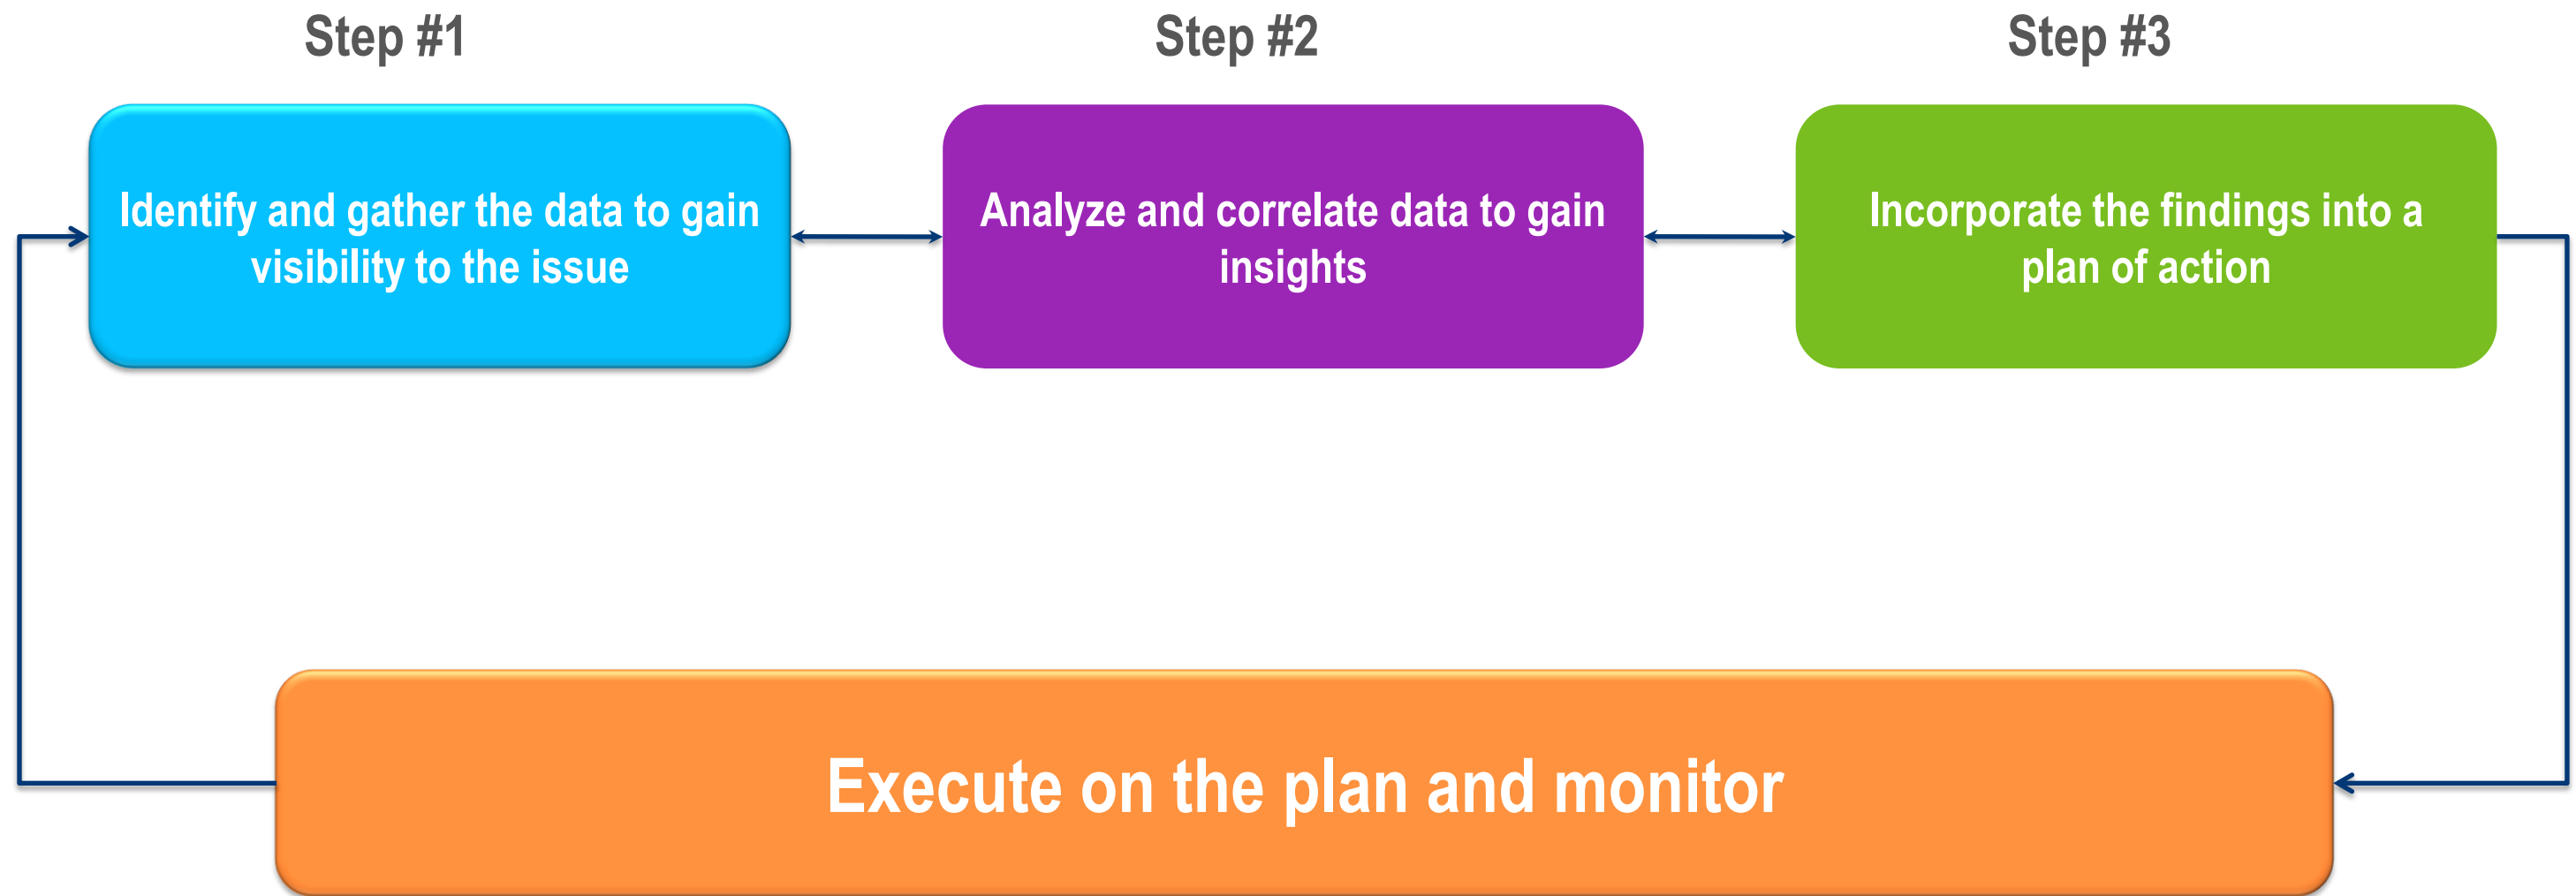 Step #1
Step #2
Step #3
Identify and gather the data to gain
visibility to the issue
Analyze and correlate data to gain
insights
Incorporate the findings into a
plan of action
Execute on the plan and monitor